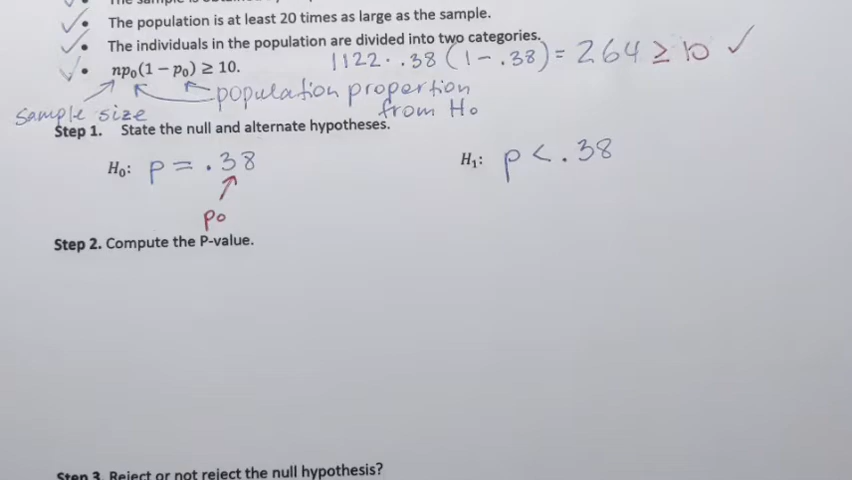 • The population is at least 20 times as large as the sample.
• The individuals in the population are divided into two categories.
• np₀(1 − p₀) ≥ 10. 1122 · .38 (1 − .38) = 264 ≥ 10 ✓
population proportion
sample size from H₀
Step 1. State the null and alternate hypotheses.
H₀: p = .38 H₁: p < .38
p₀
Step 2. Compute the P-value.
Step 3. Reject or not reject the null hypothesis?